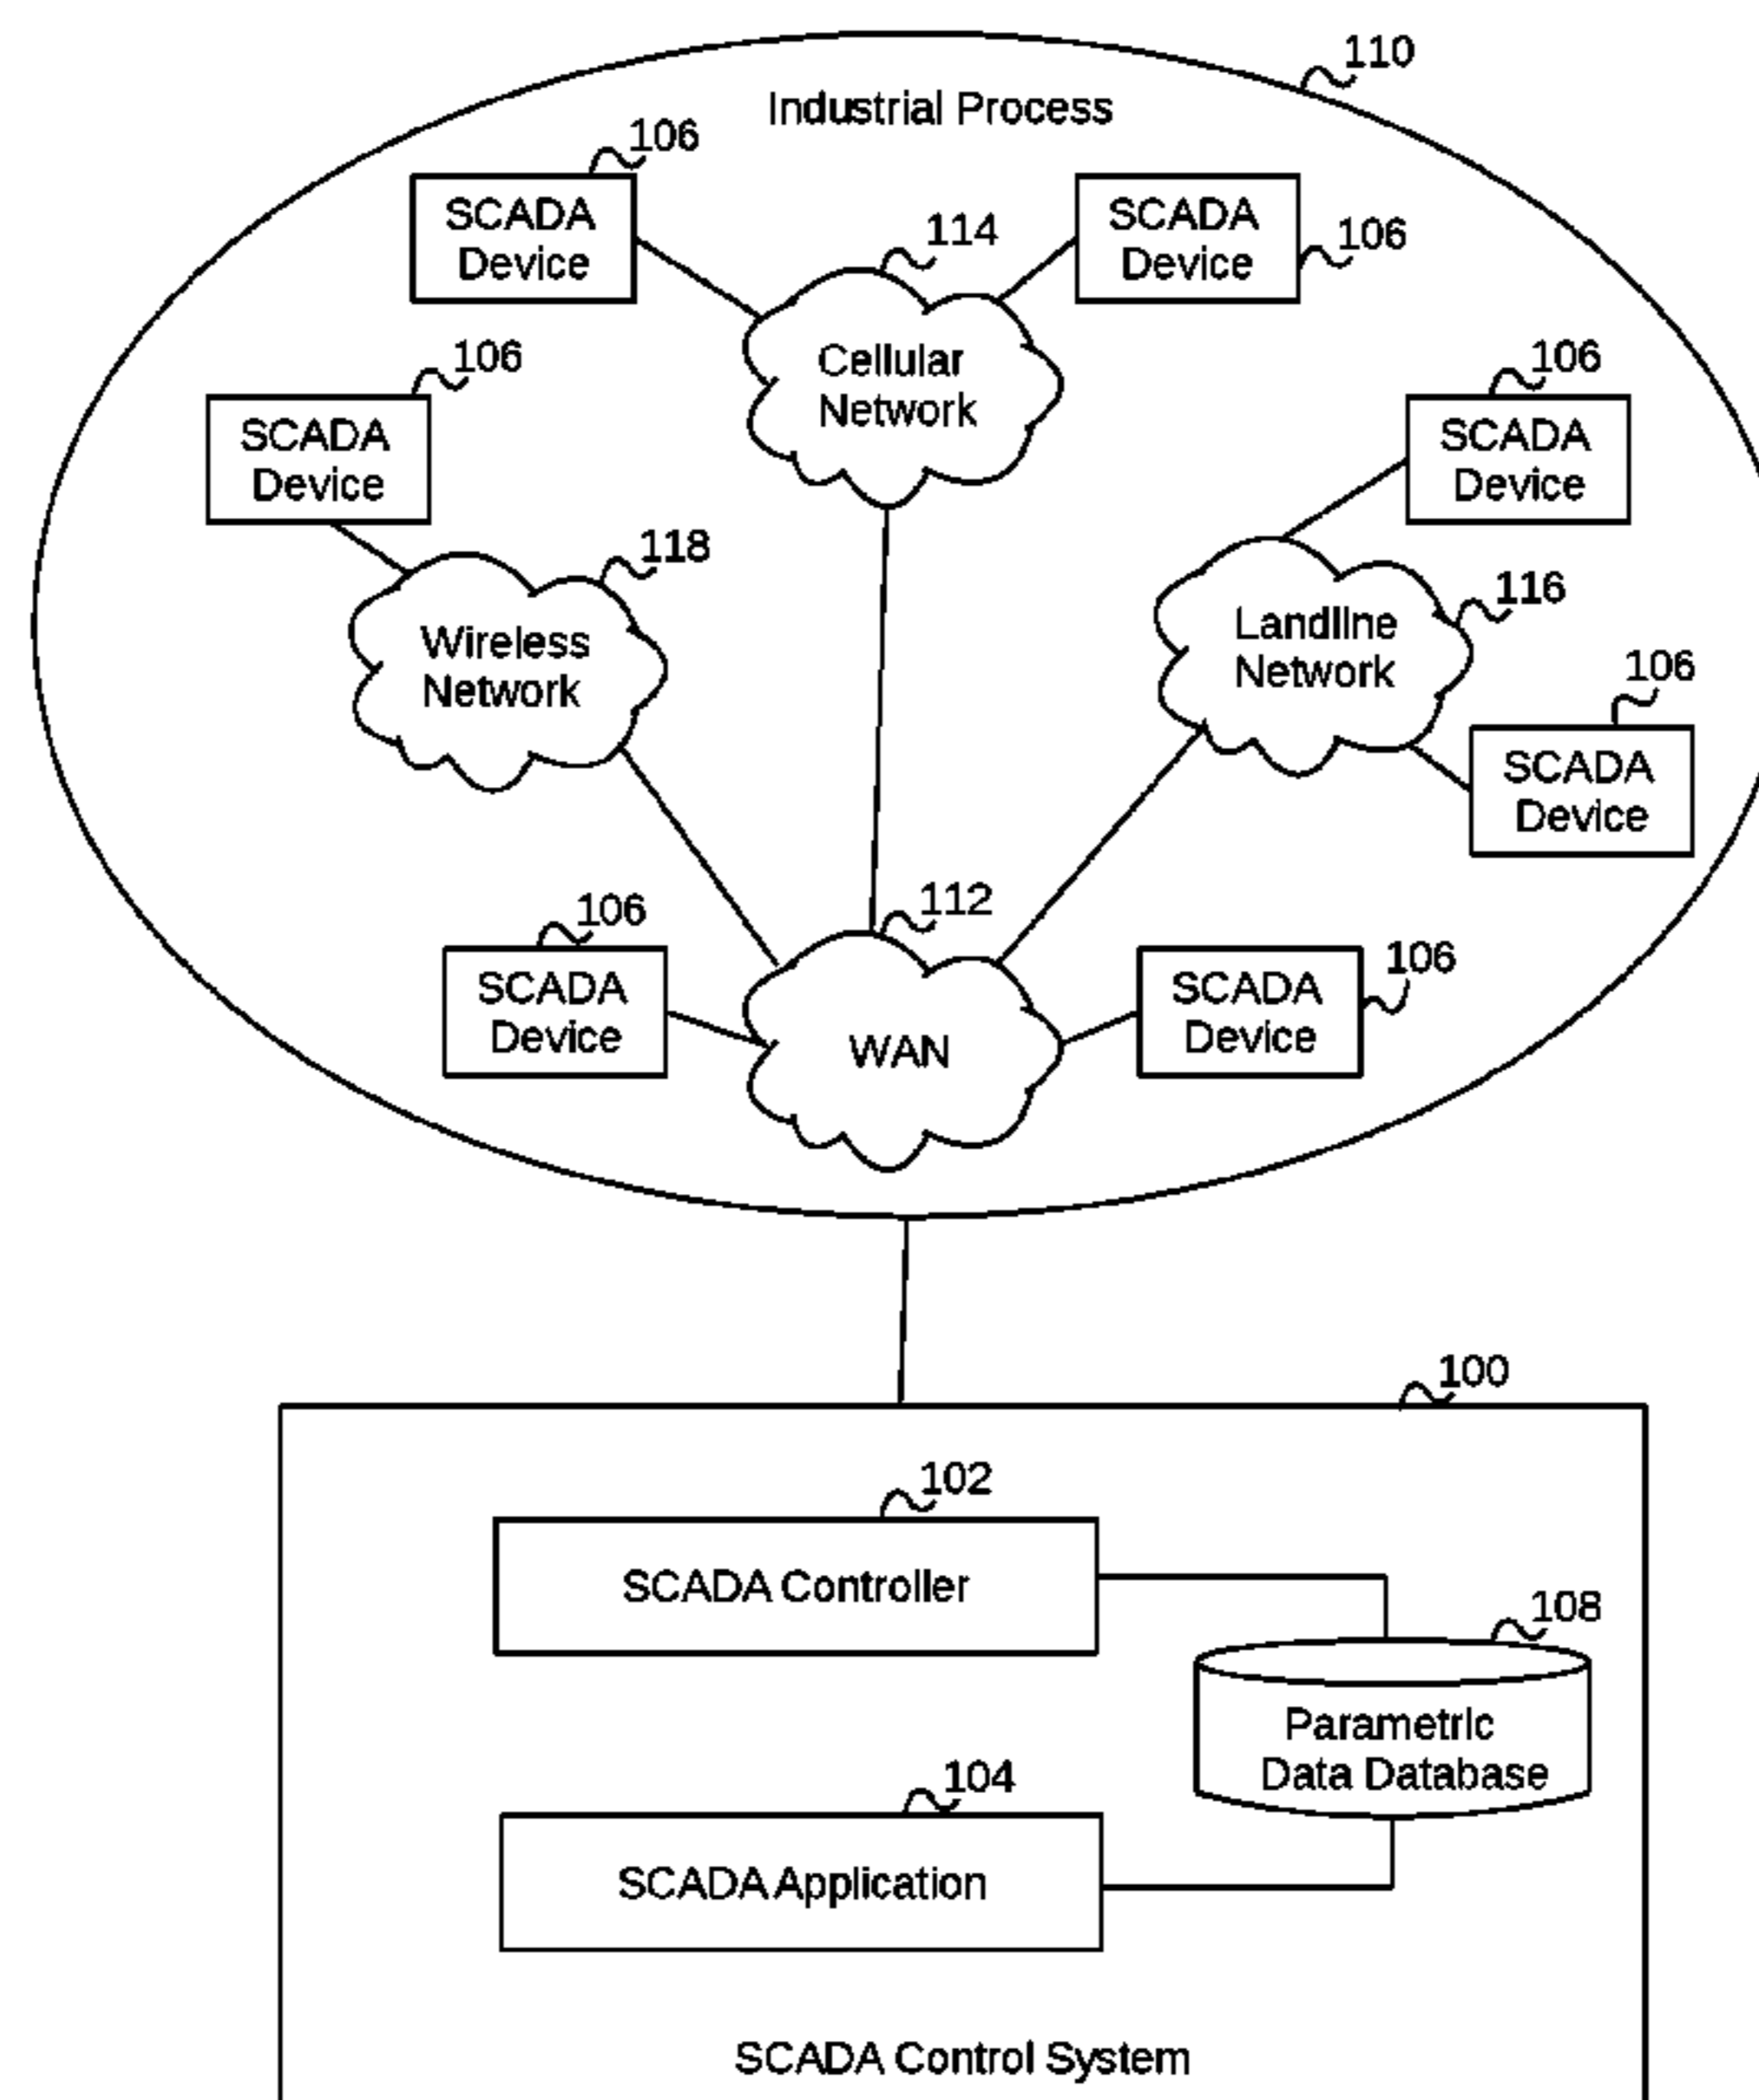 110
Industrial Process
106
SCADA
Device
SCADA
Device
106
114
Cellular
Network
106
SCADA
Device
106
SCADA
Device
118
Wireless
Network
116
Landline
Network
106
SCADA
Device
112
106
SCADA
Device
WAN
SCADA
Device
106
100
102
SCADA Controller
108
Parametric
Data Database
104
SCADA Application
SCADA Control System